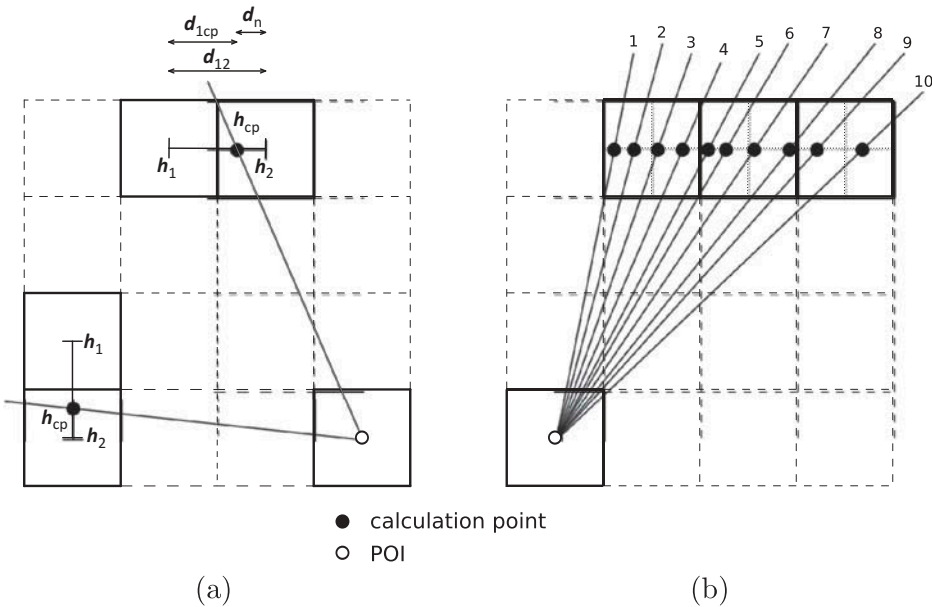 dn
d1cp
d12
hcp
h1
h2
h1
hcp
h2
1 2 3 4 5 6 7 8 9 10
● calculation point
○ POI
(a)
(b)